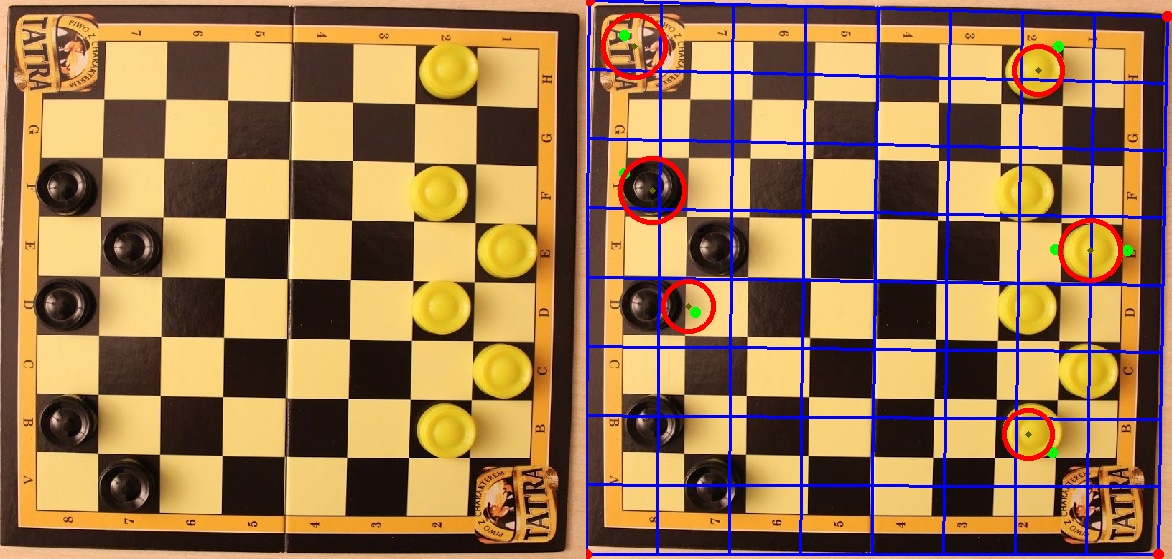 TATRA
PIWO Z CHARAKTEREM
7 6 5 4 3 2 1
H
G G
F F
E E
D D
C C
B B
A
8 7 6 5 4 3 2
PIWO Z CHARAKTEREM
TATRA
TATRA
7 6 5 4 3 2 1
H
G G
F
E
D D
C C
B B
A
8 7 6 5 4 3 2
PIWO Z CHARAKTEREM
TATRA